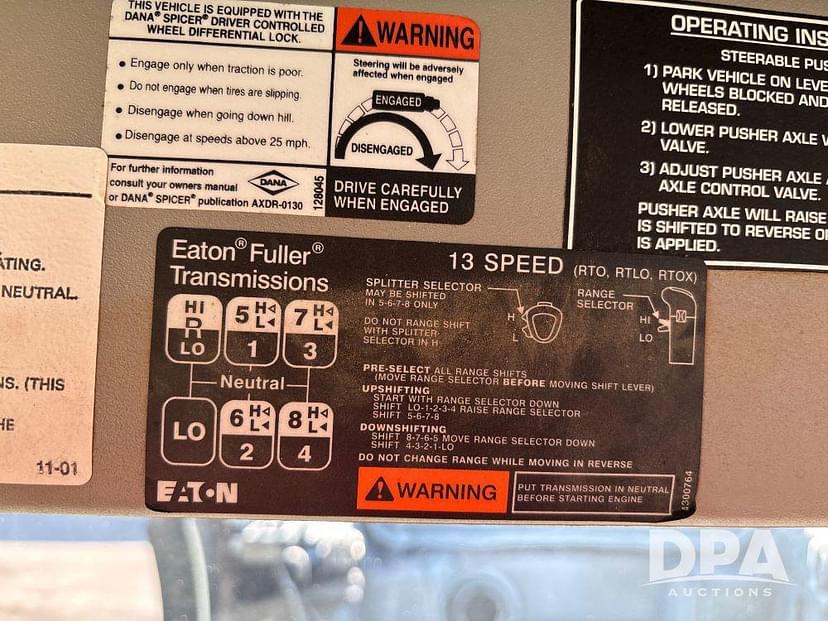 THIS VEHICLE IS EQUIPPED WITH THE
DANA® SPICER® DRIVER CONTROLLED
WHEEL DIFFERENTIAL LOCK.
• Engage only when traction is poor.
• Do not engage when tires are slipping.
• Disengage when going down hill.
• Disengage at speeds above 25 mph.
For further information
consult your owners manual
or DANA® SPICER® publication AXDR-0130
DANA
128045
WARNING
Steering will be adversely
affected when engaged
ENGAGED
DISENGAGED
DRIVE CAREFULLY
WHEN ENGAGED
OPERATING INS
STEERABLE PUS
1) PARK VEHICLE ON LEVE
WHEELS BLOCKED AND
RELEASED.
2) LOWER PUSHER AXLE W
VALVE.
3) ADJUST PUSHER AXLE A
AXLE CONTROL VALVE.
PUSHER AXLE WILL RAISE
IS SHIFTED TO REVERSE O
IS APPLIED.
ATING.
NEUTRAL.
NS. (THIS
HE
11-01
Eaton® Fuller®
Transmissions
HI
R
LO
5 H
L
1
7 H
L
3
Neutral
LO
6 H
L
2
8 H
L
4
EATON
13 SPEED (RTO, RTLO, RTOX)
SPLITTER SELECTOR
MAY BE SHIFTED
IN 5-6-7-8 ONLY
DO NOT RANGE SHIFT
WITH SPLITTER
SELECTOR IN H
H
L
RANGE
SELECTOR
HI
LO
PRE-SELECT ALL RANGE SHIFTS
(MOVE RANGE SELECTOR BEFORE MOVING SHIFT LEVER)
UPSHIFTING
START WITH RANGE SELECTOR DOWN
SHIFT LO-1-2-3-4 RAISE RANGE SELECTOR
SHIFT 5-6-7-8
DOWNSHIFTING
SHIFT 8-7-6-5 MOVE RANGE SELECTOR DOWN
SHIFT 4-3-2-1-LO
DO NOT CHANGE RANGE WHILE MOVING IN REVERSE
WARNING
PUT TRANSMISSION IN NEUTRAL
BEFORE STARTING ENGINE
4300764
DPA
AUCTIONS